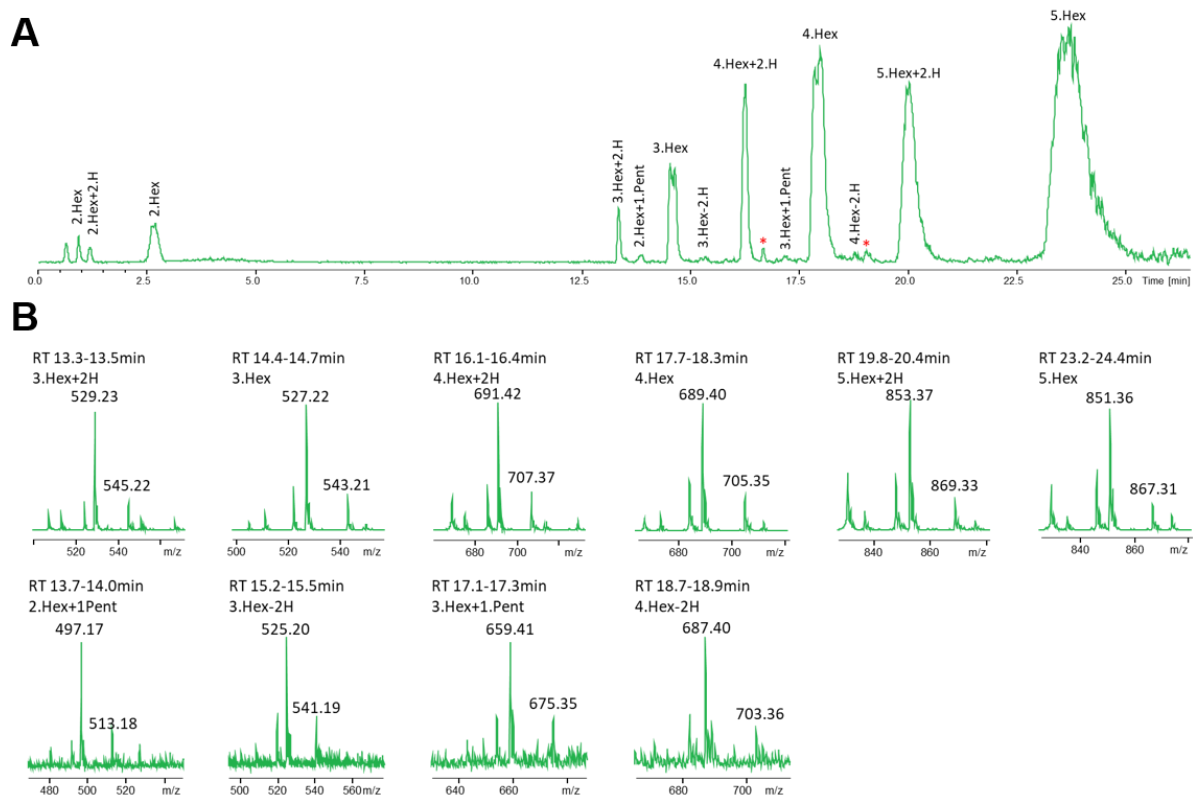 A
2.Hex
2.Hex+2.H
2.Hex
3.Hex+2.H
2.Hex+1.Pent
3.Hex
3.Hex-2.H
4.Hex+2.H
*
3.Hex+1.Pent
4.Hex
4.Hex-2.H
*
5.Hex+2.H
5.Hex
0.0 2.5 5.0 7.5 10.0 12.5 15.0 17.5 20.0 22.5 25.0 Time [min]
B
RT 13.3-13.5min
3.Hex+2H
529.23
545.22
520 540 m/z
RT 14.4-14.7min
3.Hex
527.22
543.21
500 520 540 m/z
RT 16.1-16.4min
4.Hex+2H
691.42
707.37
680 700 m/z
RT 17.7-18.3min
4.Hex
689.40
705.35
680 700 m/z
RT 19.8-20.4min
5.Hex+2H
853.37
869.33
840 860 m/z
RT 23.2-24.4min
5.Hex
851.36
867.31
840 860 m/z
RT 13.7-14.0min
2.Hex+1Pent
497.17
513.18
480 500 520 m/z
RT 15.2-15.5min
3.Hex-2H
525.20
541.19
500 520 540 560 m/z
RT 17.1-17.3min
3.Hex+1.Pent
659.41
675.35
640 660 m/z
RT 18.7-18.9min
4.Hex-2H
687.40
703.36
680 700 m/z